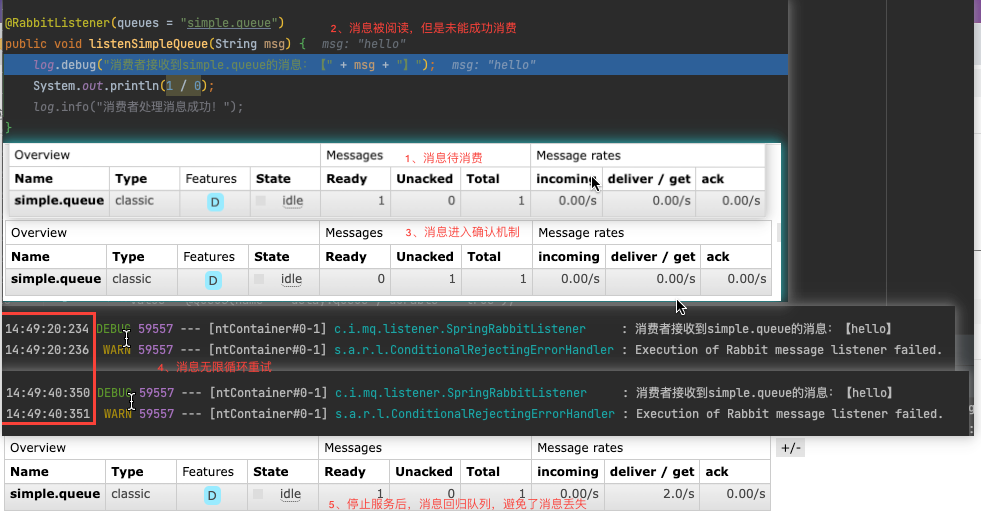 @RabbitListener(queues = "simple.queue")
2、消息被阅读，但是未能成功消费
public void listenSimpleQueue(String msg) { msg: "hello"
log.debug("消费者接收到simple.queue的消息：【" + msg + "】"); msg: "hello"
System.out.println(1 / 0);
log.info("消费者处理消息成功！");
}
Overview Messages 1、消息待消费 Message rates
Name Type Features State Ready Unacked Total incoming deliver / get ack
simple.queue classic D idle 1 0 1 0.00/s 0.00/s 0.00/s
Overview Messages 3、消息进入确认机制 Message rates
Name Type Features State Ready Unacked Total incoming deliver / get ack
simple.queue classic D idle 0 1 1 0.00/s 0.00/s 0.00/s
14:49:20:234 DEBUG 59557 --- [ntContainer#0-1] c.i.mq.listener.SpringRabbitListener : 消费者接收到simple.queue的消息：【hello】
14:49:20:236 WARN 59557 --- [ntContainer#0-1] s.a.r.l.ConditionalRejectingErrorHandler : Execution of Rabbit message listener failed.
4、消息无限循环重试
14:49:40:350 DEBUG 59557 --- [ntContainer#0-1] c.i.mq.listener.SpringRabbitListener : 消费者接收到simple.queue的消息：【hello】
14:49:40:351 WARN 59557 --- [ntContainer#0-1] s.a.r.l.ConditionalRejectingErrorHandler : Execution of Rabbit message listener failed.
Overview Messages Message rates +/-
Name Type Features State Ready Unacked Total incoming deliver / get ack
simple.queue classic D idle 1 0 1 0.00/s 2.0/s 0.00/s
5、停止服务后，消息回归队列，避免了消息丢失